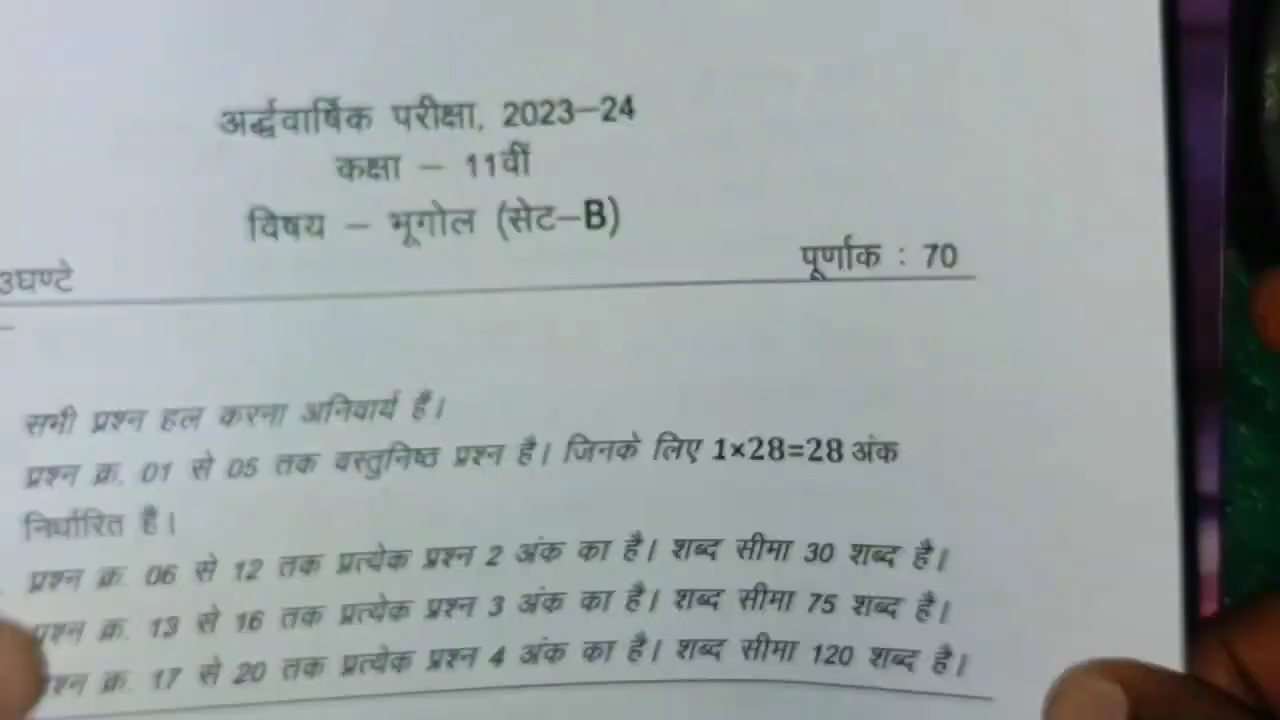 अर्द्धवार्षिक परीक्षा, 2023–24
कक्षा – 11वीं
विषय – भूगोल (सेट–B)
3घण्टे
पूर्णांक : 70
सभी प्रश्न हल करना अनिवार्य हैं।
प्रश्न क्र. 01 से 05 तक वस्तुनिष्ठ प्रश्न है। जिनके लिए 1×28=28 अंक
निर्धारित है।
प्रश्न क्र. 06 से 12 तक प्रत्येक प्रश्न 2 अंक का है। शब्द सीमा 30 शब्द है।
प्रश्न क्र. 13 से 16 तक प्रत्येक प्रश्न 3 अंक का है। शब्द सीमा 75 शब्द है।
प्रश्न क्र. 17 से 20 तक प्रत्येक प्रश्न 4 अंक का है। शब्द सीमा 120 शब्द है।